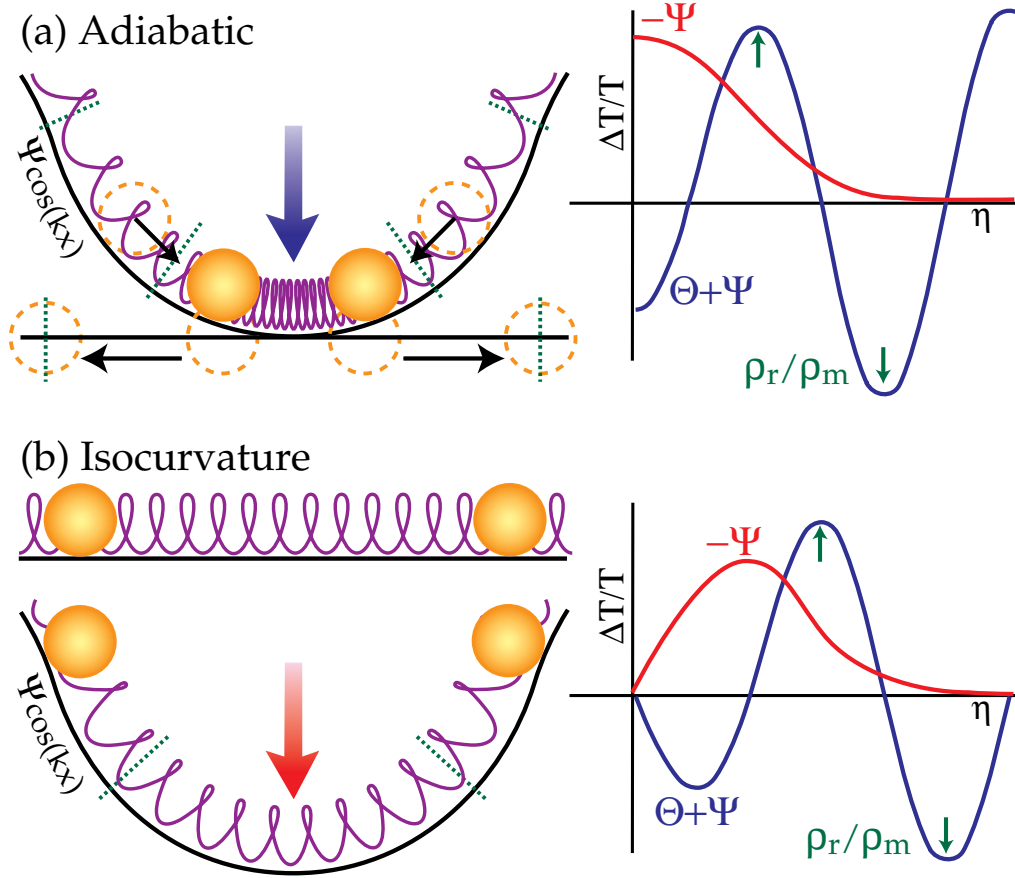 (a) Adiabatic
Ψcos(kx)
−Ψ
ΔT/T
η
Θ+Ψ
ρr/ρm
(b) Isocurvature
Ψcos(kx)
−Ψ
ΔT/T
η
Θ+Ψ
ρr/ρm